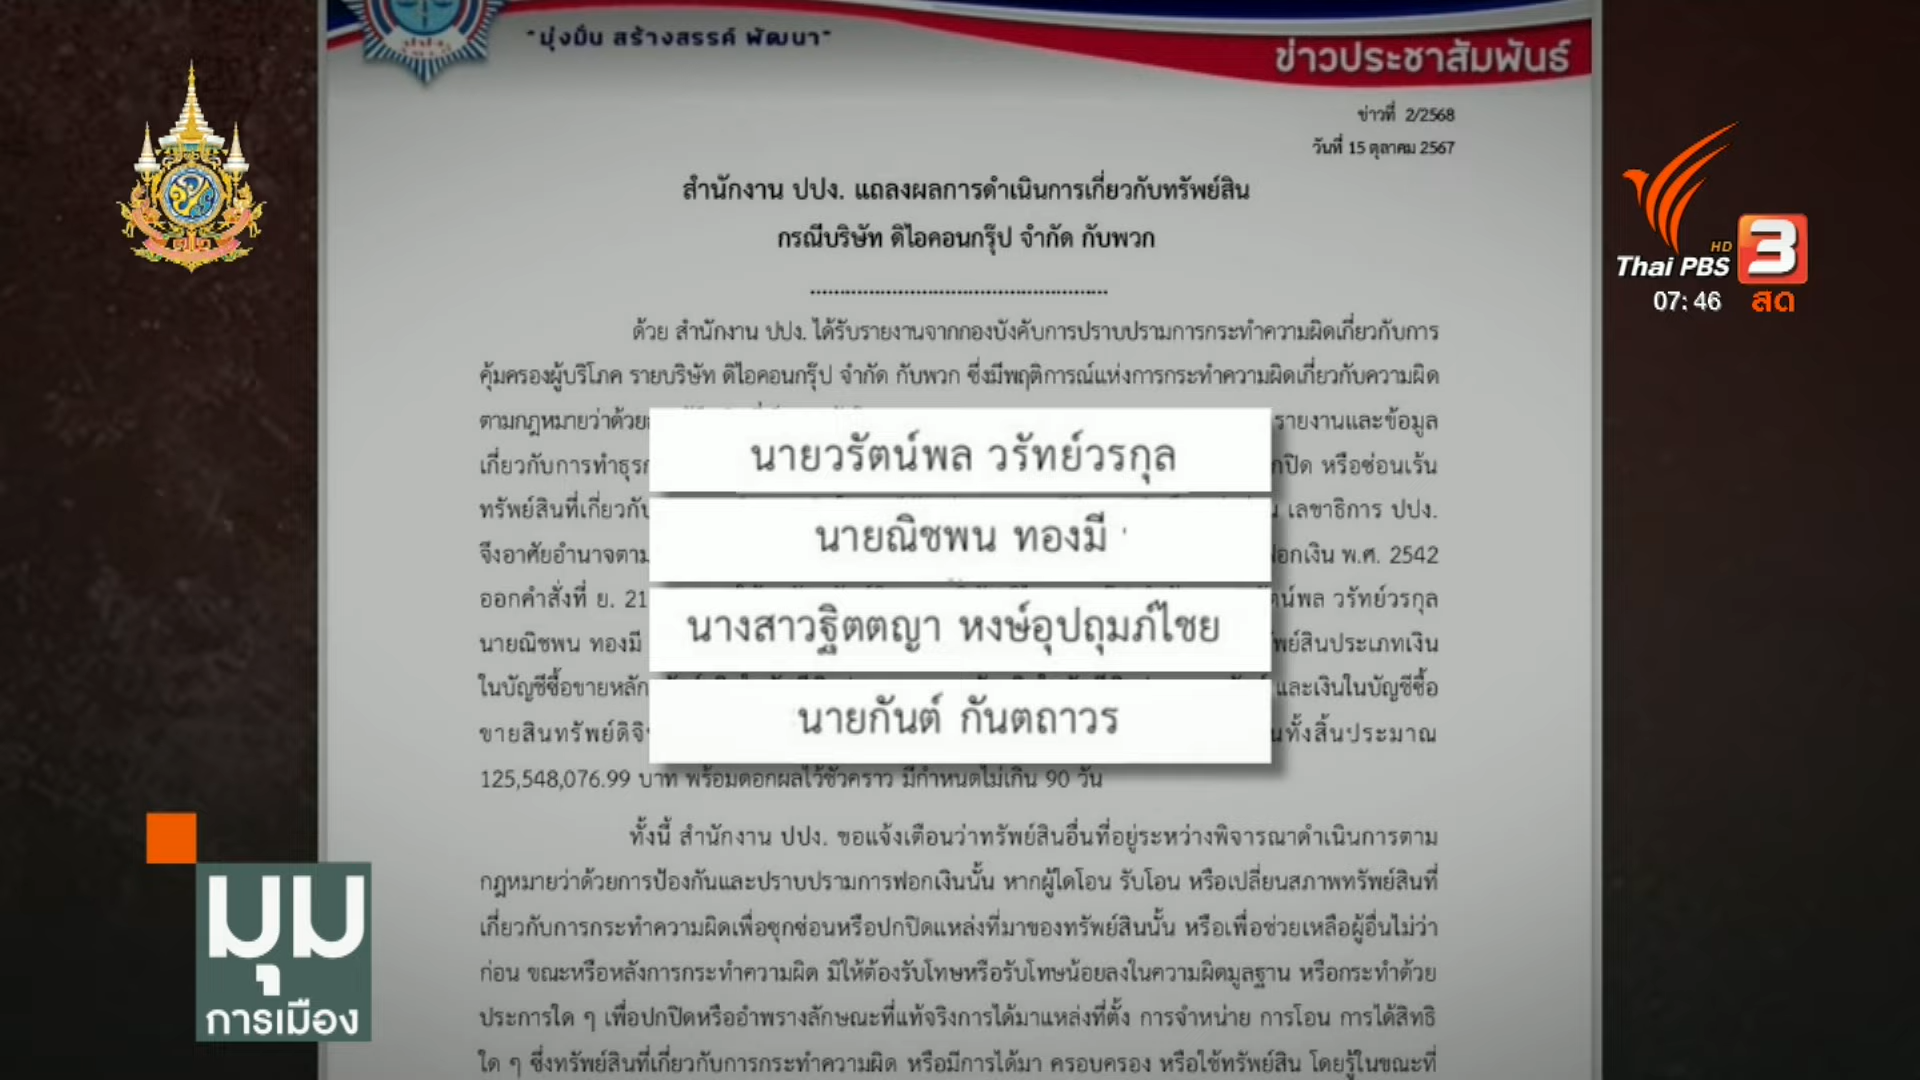 "มุ่งมั่น สร้างสรรค์ พัฒนา"
ข่าวประชาสัมพันธ์
ข่าวที่ 2/2568
วันที่ 15 ตุลาคม 2567
สำนักงาน ปปง. แถลงผลการดำเนินการเกี่ยวกับทรัพย์สิน
กรณีบริษัท ดิไอคอนกรุ๊ป จำกัด กับพวก
Thai PBS HD 3
07:46 สด
ด้วย สำนักงาน ปปง. ได้รับรายงานจากกองบังคับการปราบปรามการกระทำความผิดเกี่ยวกับการ
คุ้มครองผู้บริโภค รายบริษัท ดิไอคอนกรุ๊ป จำกัด กับพวก ซึ่งมีพฤติการณ์แห่งการกระทำความผิดเกี่ยวกับความผิด
ตามกฎหมายว่าด้วย รายงานและข้อมูล
นายวรัตน์พล วรัทย์วรกุล
เกี่ยวกับการทำธุรก กปิด หรือซ่อนเร้น
ทรัพย์สินที่เกี่ยวกับ เลขาธิการ ปปง.
นายณิชพน ทองมี
จึงอาศัยอำนาจตาม ฟอกเงิน พ.ศ. 2542
ออกคำสั่งที่ ย. 21 รัตน์พล วรัทย์วรกุล
นางสาวฐิตตญา หงษ์อุปถุมภ์ไชย
นายณิชพน ทองมี พย์สินประเภทเงิน
ในบัญชีซื้อขายหลัก และเงินในบัญชีซื้อ
นายกันต์ กันตถาวร
ขายสินทรัพย์ดิจิ นทั้งสิ้นประมาณ
125,548,076.99 บาท พร้อมดอกผลไว้ชั่วคราว มีกำหนดไม่เกิน 90 วัน
ทั้งนี้ สำนักงาน ปปง. ขอแจ้งเตือนว่าทรัพย์สินอื่นที่อยู่ระหว่างพิจารณาดำเนินการตาม
กฎหมายว่าด้วยการป้องกันและปราบปรามการฟอกเงินนั้น หากผู้ใดโอน รับโอน หรือเปลี่ยนสภาพทรัพย์สินที่
เกี่ยวกับการกระทำความผิดเพื่อซุกซ่อนหรือปกปิดแหล่งที่มาของทรัพย์สินนั้น หรือเพื่อช่วยเหลือผู้อื่นไม่ว่า
ก่อน ขณะหรือหลังการกระทำความผิด มิให้ต้องรับโทษหรือรับโทษน้อยลงในความผิดมูลฐาน หรือกระทำด้วย
ประการใด ๆ เพื่อปกปิดหรืออำพรางลักษณะที่แท้จริงการได้มาแหล่งที่ตั้ง การจำหน่าย การโอน การได้สิทธิ
ใด ๆ ซึ่งทรัพย์สินที่เกี่ยวกับการกระทำความผิด หรือมีการได้มา ครอบครอง หรือใช้ทรัพย์สิน โดยรู้ในขณะที่
มุม
การเมือง